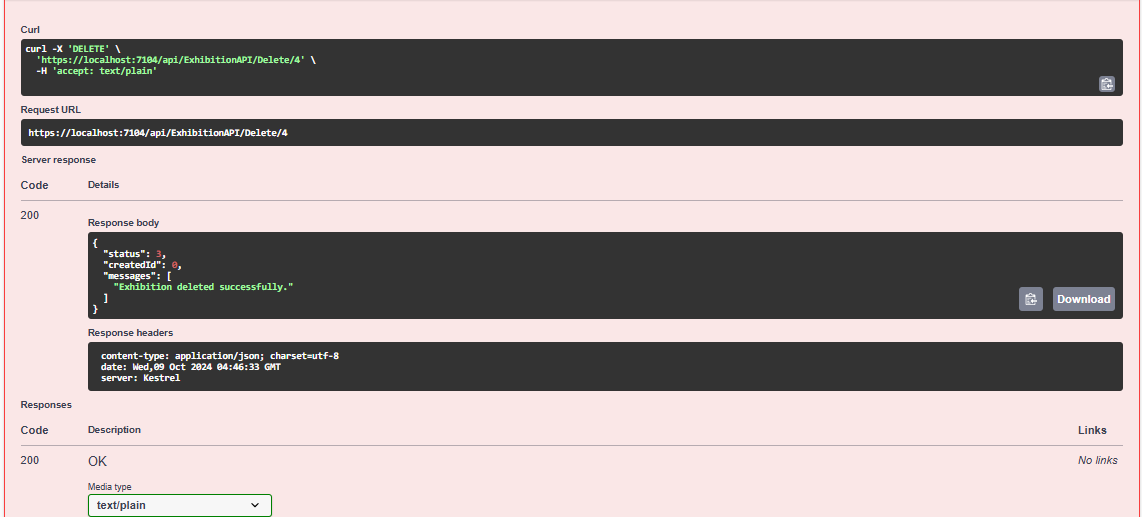 Curl
curl -X 'DELETE' \
'https://localhost:7104/api/ExhibitionAPI/Delete/4' \
-H 'accept: text/plain'
Request URL
https://localhost:7104/api/ExhibitionAPI/Delete/4
Server response
Code Details
200
Response body
{
"status": 3,
"createdId": 0,
"messages": [
"Exhibition deleted successfully."
]
}
Download
Response headers
content-type: application/json; charset=utf-8
date: Wed,09 Oct 2024 04:46:33 GMT
server: Kestrel
Responses
Code Description Links
200 OK No links
Media type
text/plain